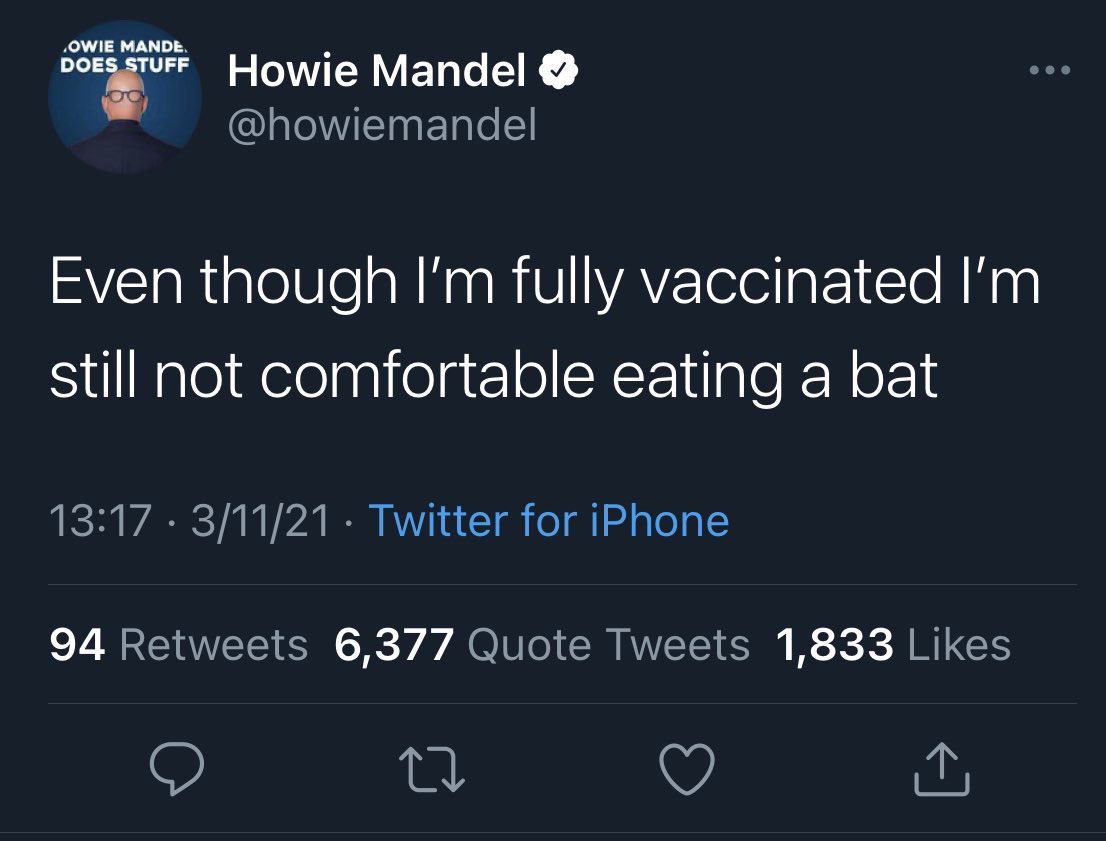 .OWIE MANDE.
DOES STUFF
Howie Mandel
@howiemandel
Even though I’m fully vaccinated I’m
still not comfortable eating a bat
13:17 · 3/11/21 · Twitter for iPhone
94 Retweets 6,377 Quote Tweets 1,833 Likes